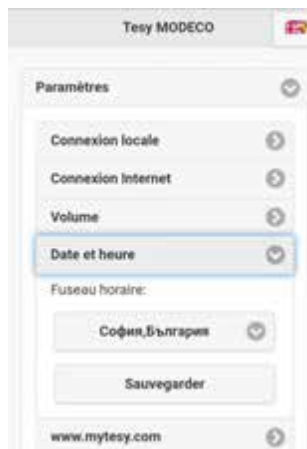 Tesy MODECO
Paramètres
Connexion locale
Connexion Internet
Volume
Date et heure
Fuseau horaire:
София,България
Sauvegarder
www.mytesy.com